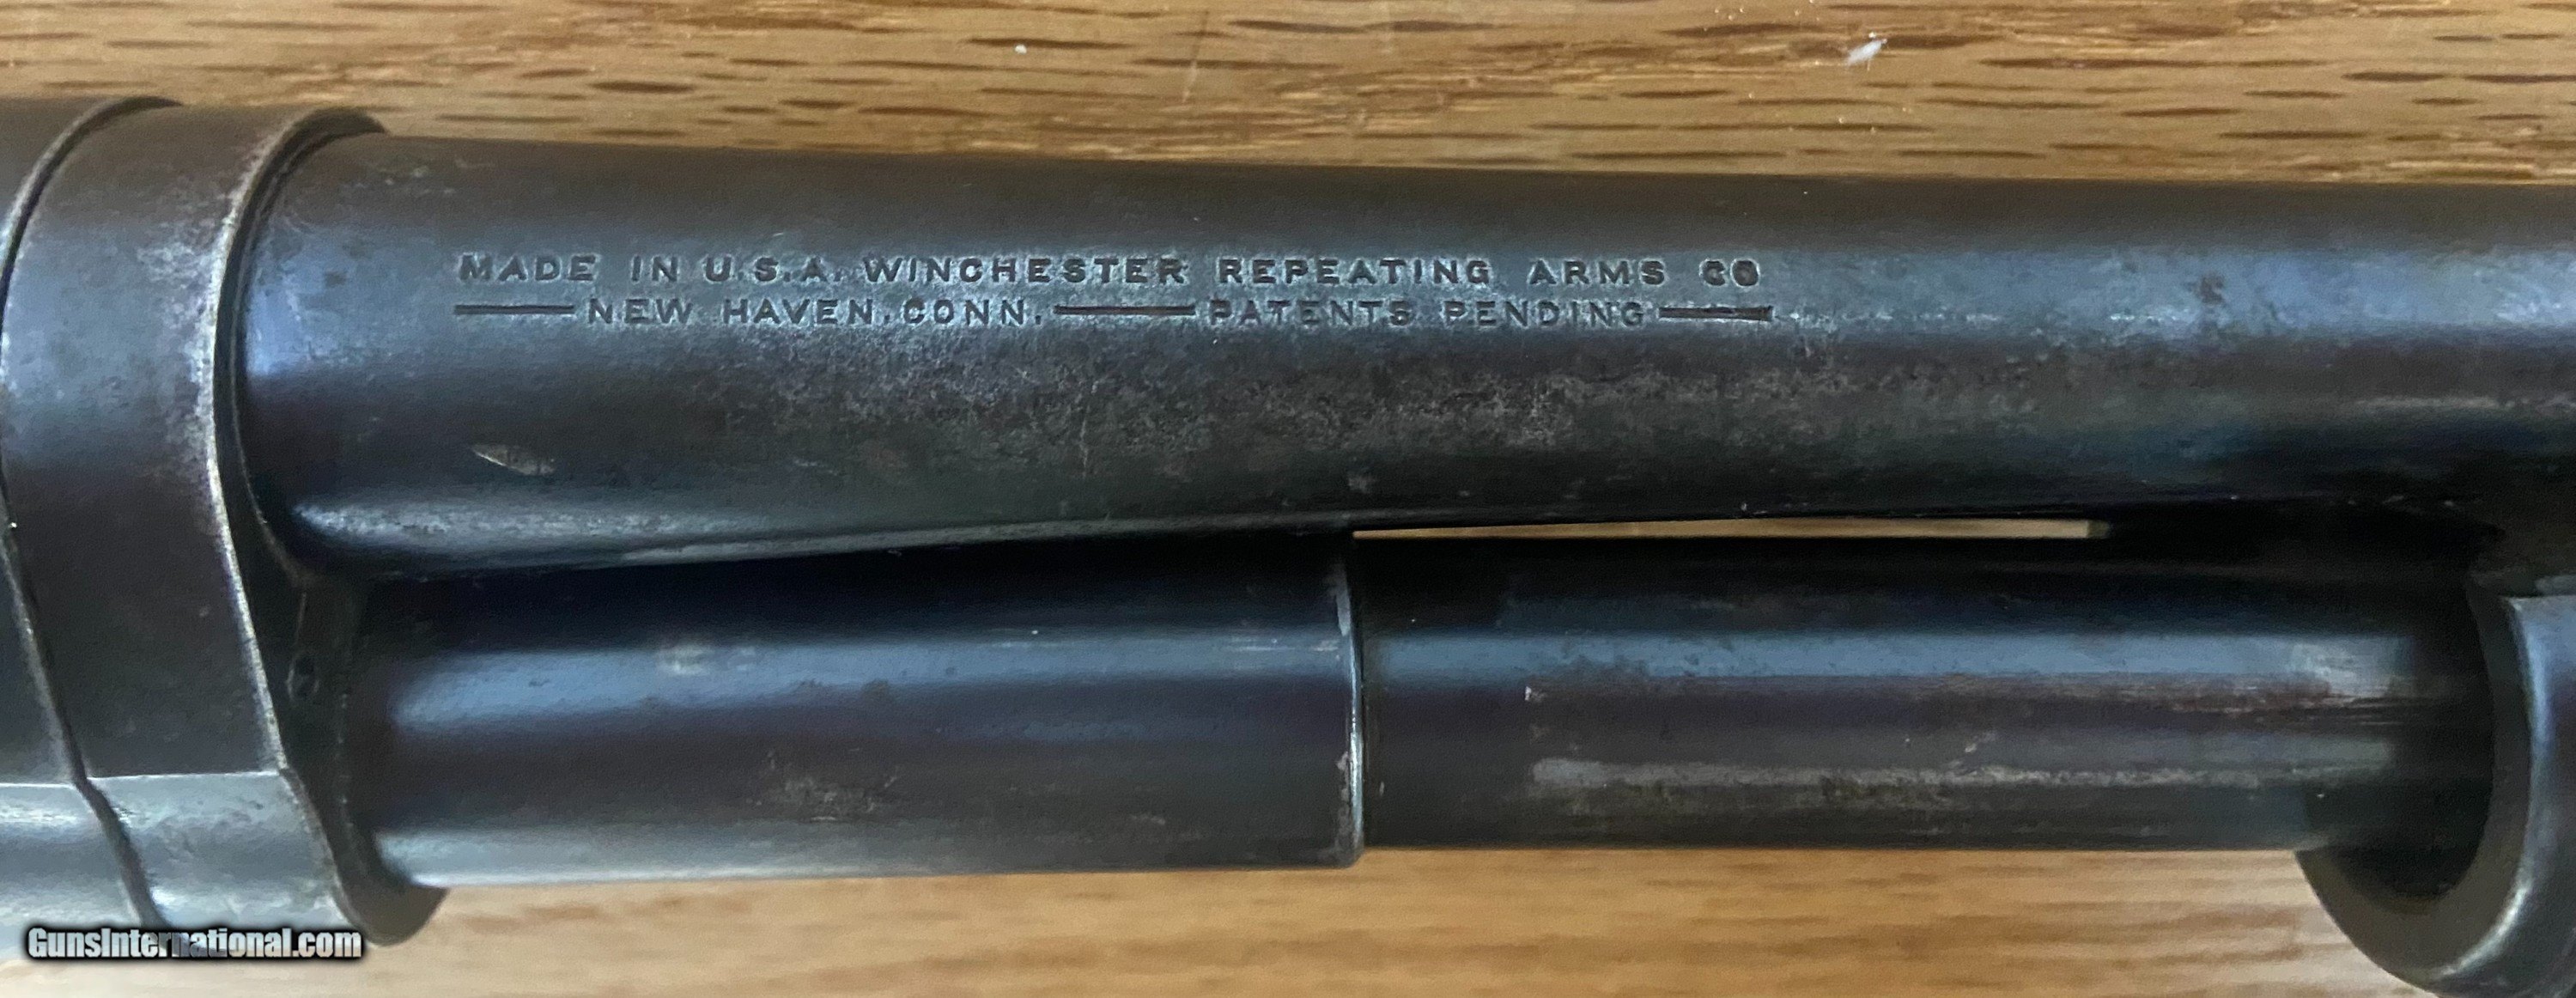 MADE IN U.S.A. WINCHESTER REPEATING ARMS CO
NEW HAVEN, CONN. PATENTS PENDING
GunsInternational.com